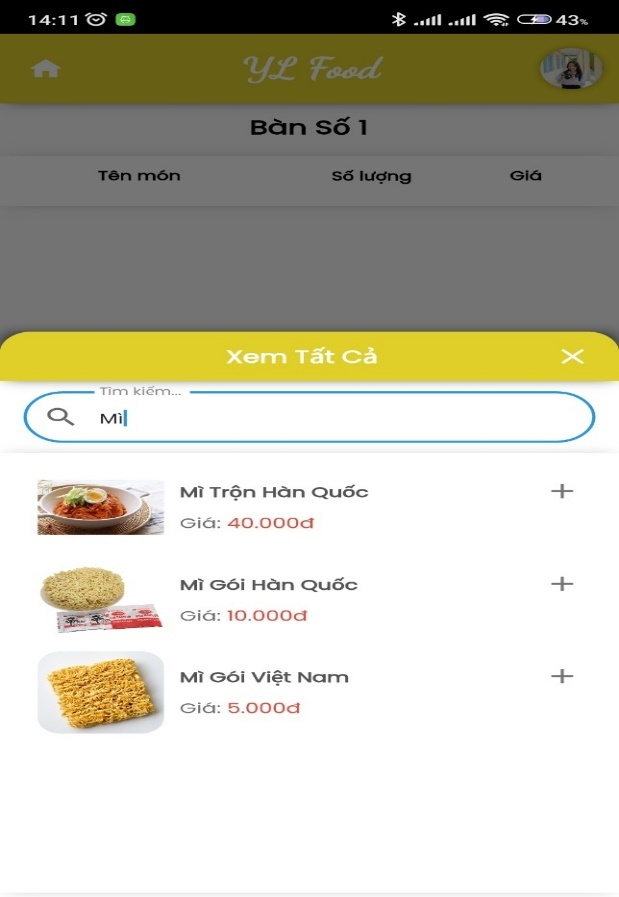 14:11 43%
YL Food
Bàn Số 1
Tên món Số lượng Giá
Xem Tất Cả
Tìm kiếm...
Mì
Mì Trộn Hàn Quốc
Giá: 40.000đ
Mì Gói Hàn Quốc
Giá: 10.000đ
Mì Gói Việt Nam
Giá: 5.000đ